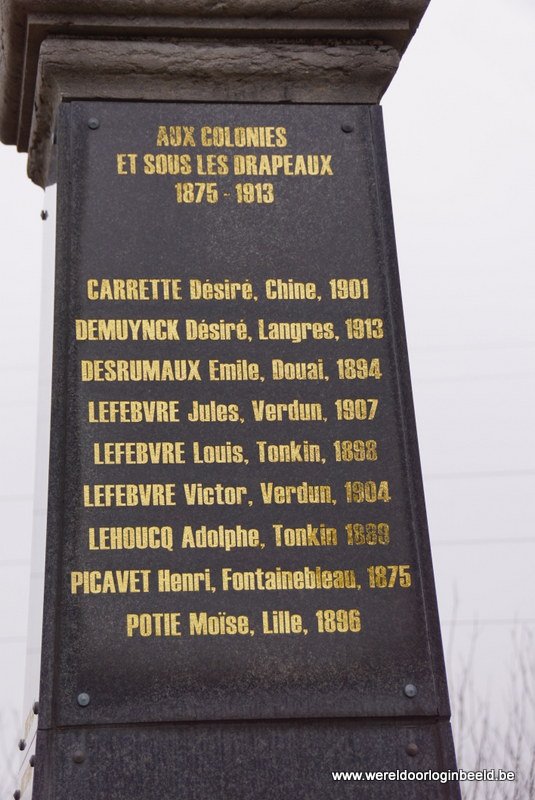 AUX COLONIES
ET SOUS LES DRAPEAUX
1875 - 1913
CARRETTE Désiré, Chine, 1901
DEMUYNCK Désiré, Langres, 1913
DESRUMAUX Emile, Douai, 1894
LEFEBVRE Jules, Verdun, 1907
LEFEBVRE Louis, Tonkin, 1898
LEFEBVRE Victor, Verdun, 1904
LEHOUCQ Adolphe, Tonkin 1889
PICAVET Henri, Fontainebleau, 1875
POTIE Moïse, Lille, 1896
www.wereldoorloginbeeld.be